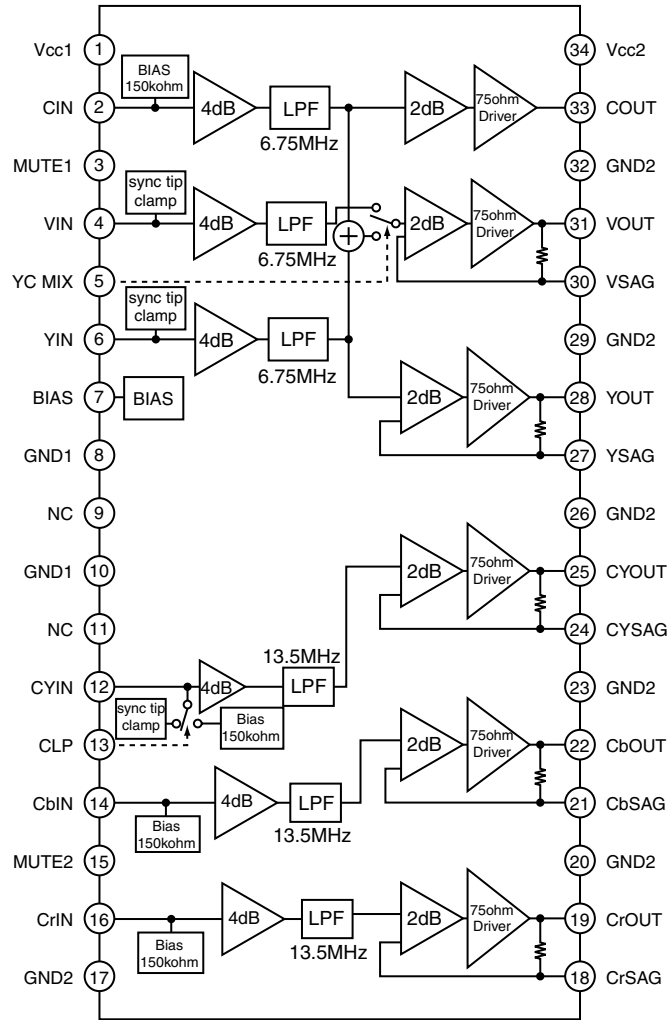 Vcc1 1 34 Vcc2
BIAS
150kohm
CIN 2 4dB LPF 2dB 75ohm Driver 33 COUT
6.75MHz
MUTE1 3 32 GND2
sync tip
clamp
VIN 4 4dB LPF 2dB 75ohm Driver 31 VOUT
+
6.75MHz
YC MIX 5 30 VSAG
sync tip
clamp
YIN 6 4dB LPF 29 GND2
6.75MHz
BIAS 7 BIAS 2dB 75ohm Driver 28 YOUT
GND1 8 27 YSAG
NC 9 26 GND2
GND1 10 2dB 75ohm Driver 25 CYOUT
NC 11 24 CYSAG
13.5MHz
CYIN 12 4dB LPF 23 GND2
sync tip
clamp
Bias
150kohm
CLP 13 2dB 75ohm Driver 22 CbOUT
CbIN 14 4dB LPF 21 CbSAG
Bias
150kohm
13.5MHz
MUTE2 15 20 GND2
CrIN 16 4dB LPF 2dB 75ohm Driver 19 CrOUT
13.5MHz
Bias
150kohm
GND2 17 18 CrSAG